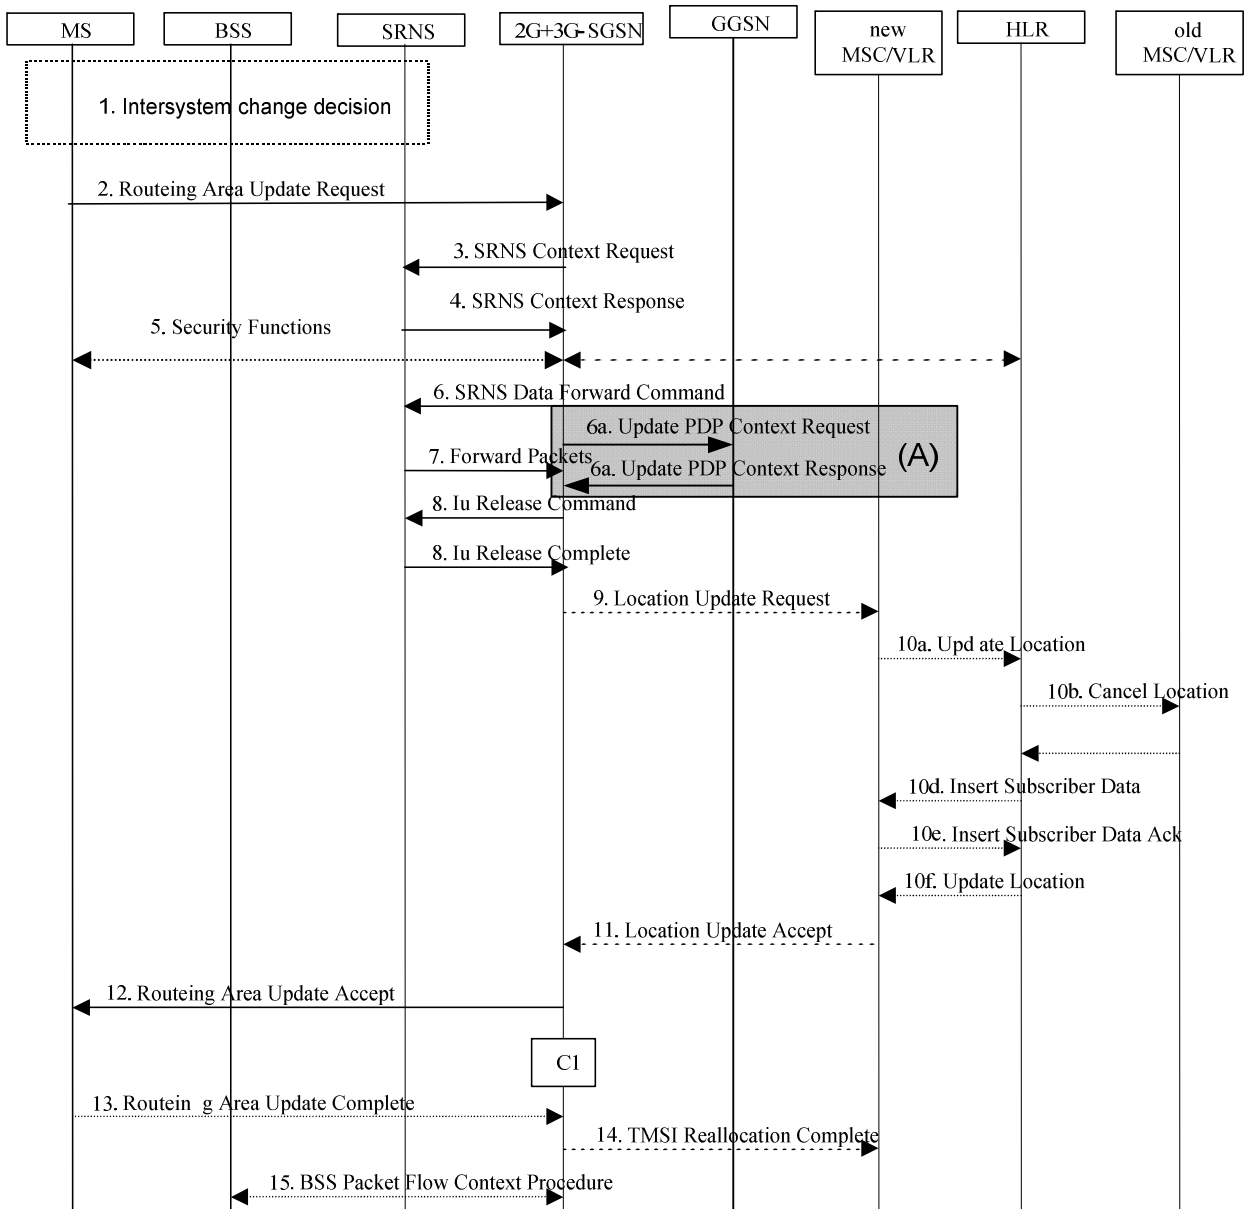 MS
BSS
SRNS
2G+3G-SGSN
GGSN
new
MSC/VLR
HLR
old
MSC/VLR
1. Intersystem change decision
2. Routeing Area Update Request
3. SRNS Context Request
4. SRNS Context Response
5. Security Functions
6. SRNS Data Forward Command
6a. Update PDP Context Request
(A)
7. Forward Packets
6a. Update PDP Context Response
8. Iu Release Command
8. Iu Release Complete
9. Location Update Request
10a. Upd ate Location
10b. Cancel Location
10d. Insert Subscriber Data
10e. Insert Subscriber Data Ack
10f. Update Location
11. Location Update Accept
12. Routeing Area Update Accept
C1
13. Routein g Area Update Complete
14. TMSI Reallocation Complete
15. BSS Packet Flow Context Procedure